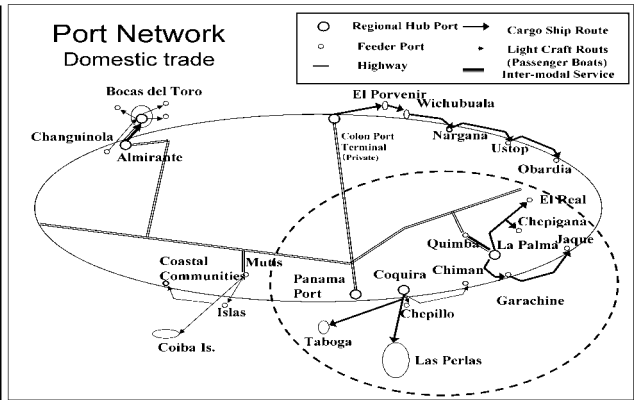 Port Network
Domestic trade
Regional Hub Port
Cargo Ship Route
Feeder Port
Light Craft Routs
(Passenger Boats)
Highway
Inter-modal Service
Bocas del Toro
El Porvenir
Wichubuala
Changuinola
Almirante
Colon Port
Terminal
(Private)
Nargana
Ustop
Obardia
El Real
Chepigana
Quimba
La Palma
Jaque
Coastal
Communities
Mutis
Panama
Port
Coquira
Chiman
Garachine
Islas
Chepillo
Coiba Is.
Taboga
Las Perlas